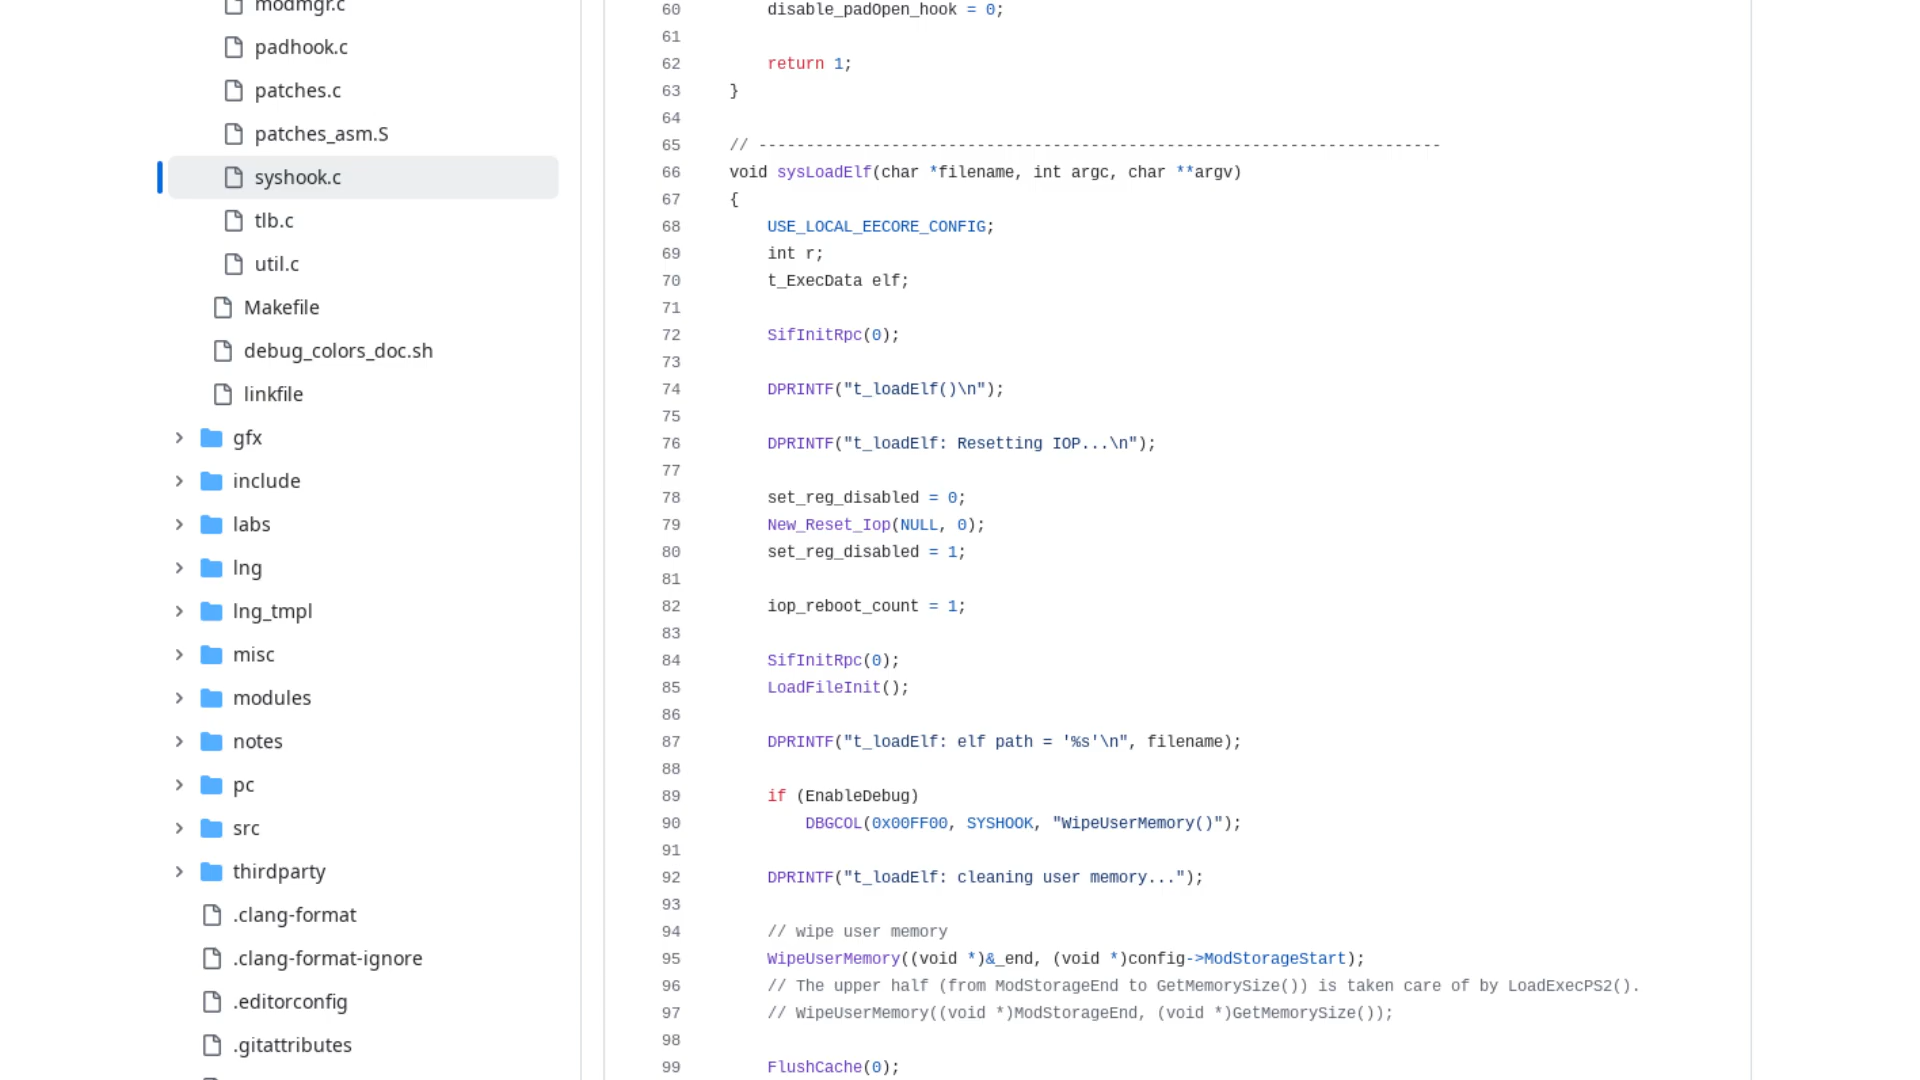 modmgr.c
padhook.c
patches.c
patches_asm.S
syshook.c
tlb.c
util.c
Makefile
debug_colors_doc.sh
linkfile
gfx
include
labs
lng
lng_tmpl
misc
modules
notes
pc
src
thirdparty
.clang-format
.clang-format-ignore
.editorconfig
.gitattributes
60 disable_padOpen_hook = 0;
61
62 return 1;
63 }
64
65 // ------------------------------------------------------------------------
66 void sysLoadElf(char *filename, int argc, char **argv)
67 {
68 USE_LOCAL_EECORE_CONFIG;
69 int r;
70 t_ExecData elf;
71
72 SifInitRpc(0);
73
74 DPRINTF("t_loadElf()\n");
75
76 DPRINTF("t_loadElf: Resetting IOP...\n");
77
78 set_reg_disabled = 0;
79 New_Reset_Iop(NULL, 0);
80 set_reg_disabled = 1;
81
82 iop_reboot_count = 1;
83
84 SifInitRpc(0);
85 LoadFileInit();
86
87 DPRINTF("t_loadElf: elf path = '%s'\n", filename);
88
89 if (EnableDebug)
90 DBGCOL(0x00FF00, SYSHOOK, "WipeUserMemory()");
91
92 DPRINTF("t_loadElf: cleaning user memory...");
93
94 // wipe user memory
95 WipeUserMemory((void *)&_end, (void *)config->ModStorageStart);
96 // The upper half (from ModStorageEnd to GetMemorySize()) is taken care of by LoadExecPS2().
97 // WipeUserMemory((void *)ModStorageEnd, (void *)GetMemorySize());
98
99 FlushCache(0);